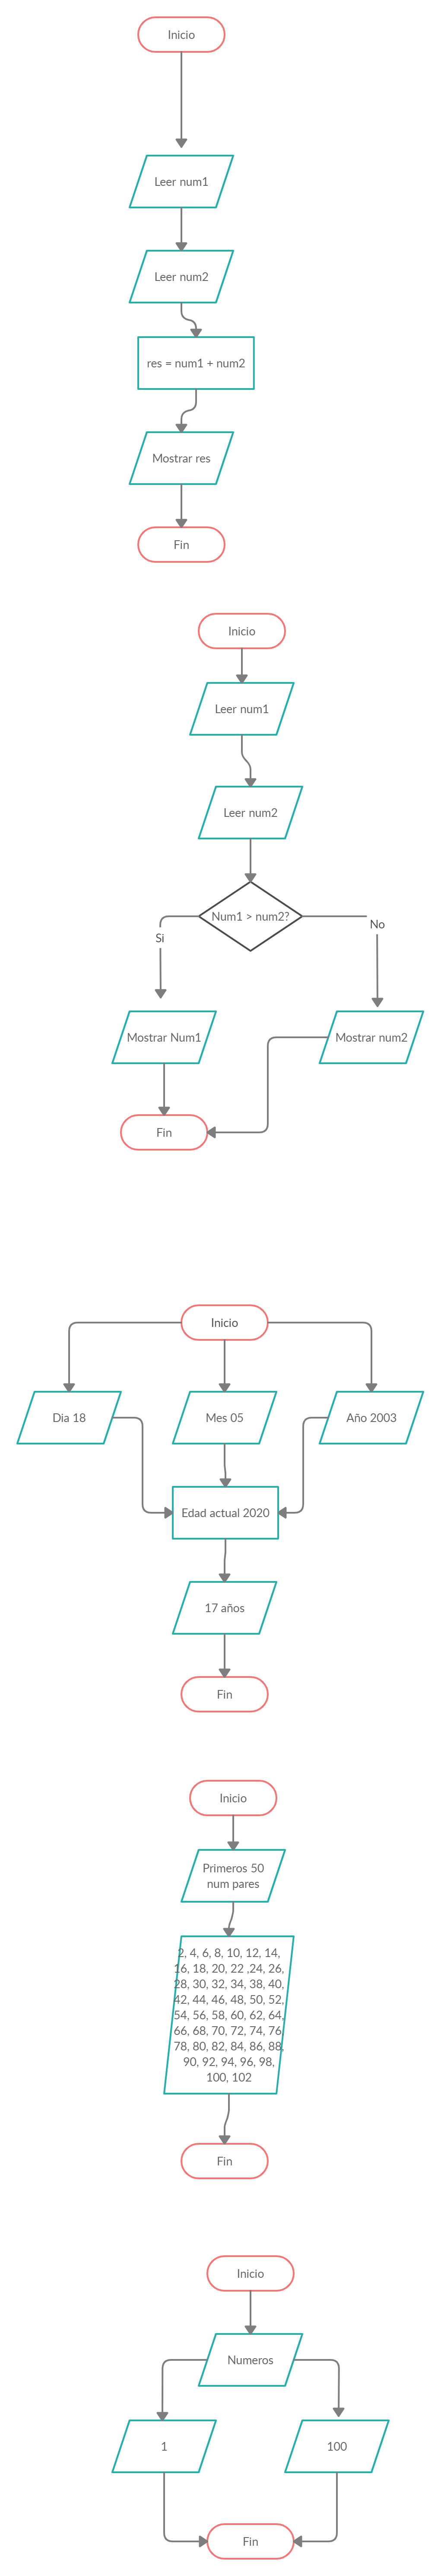 Inicio
Leer num1
Leer num2
res = num1 + num2
Mostrar res
Fin
Inicio
Leer num1
Leer num2
Num1 > num2?
No
Si
Mostrar Num1
Mostrar num2
Fin
Inicio
Dia 18
Mes 05
Año 2003
Edad actual 2020
17 años
Fin
Inicio
Primeros 50
num pares
2, 4, 6, 8, 10, 12, 14,
16, 18, 20, 22 ,24, 26,
28, 30, 32, 34, 38, 40,
42, 44, 46, 48, 50, 52,
54, 56, 58, 60, 62, 64,
66, 68, 70, 72, 74, 76,
78, 80, 82, 84, 86, 88,
90, 92, 94, 96, 98,
100, 102
Fin
Inicio
Numeros
1
100
Fin